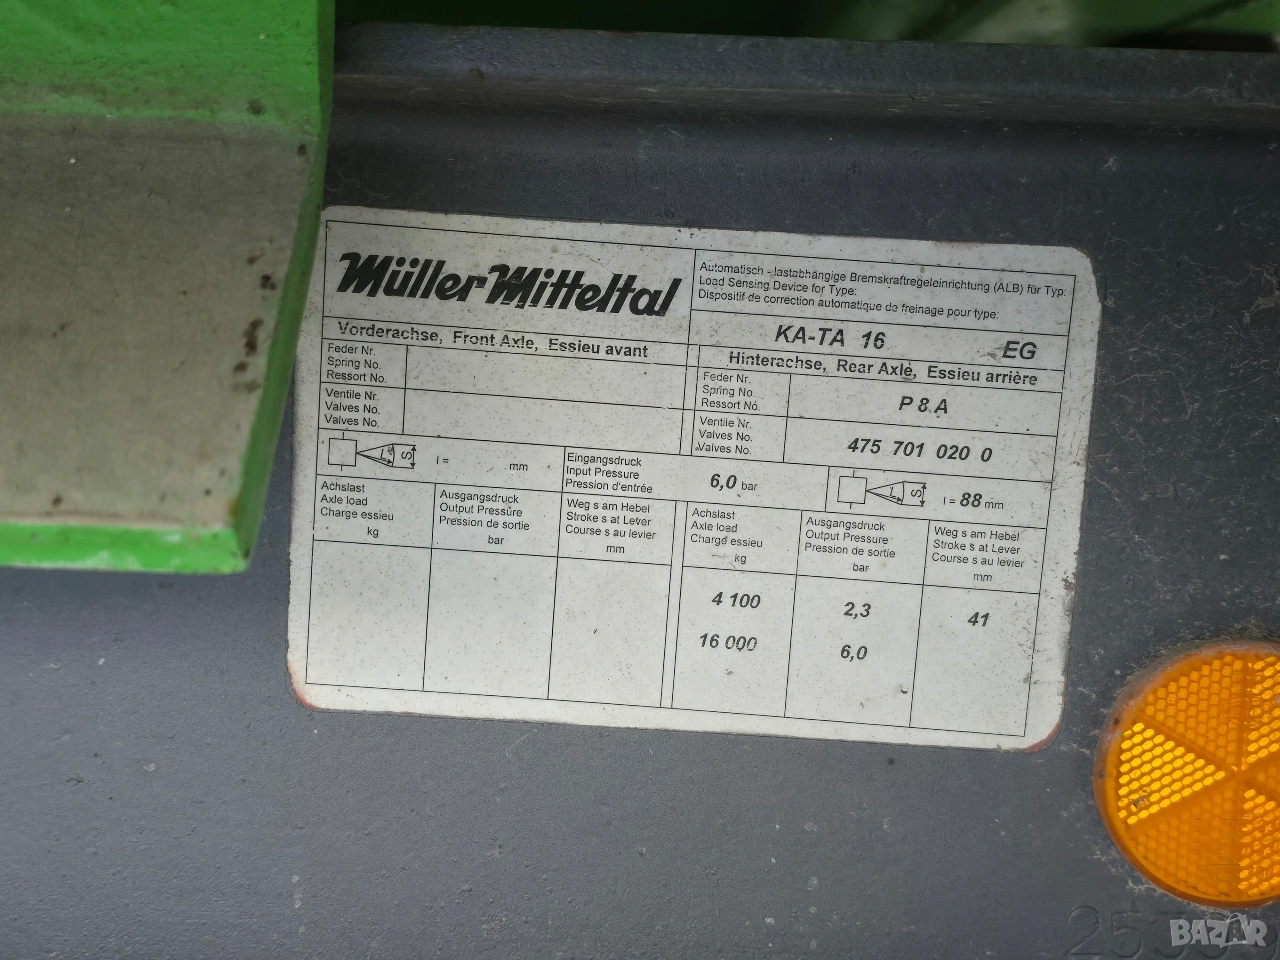 Müller Mitteltal
Automatisch - lastabhängige Bremskraftregeleinrichtung (ALB) für Typ:
Load Sensing Device for Type:
Dispositif de correction automatique de freinage pour type:
KA-TA 16 EG
Vorderachse, Front Axle, Essieu avant
Hinterachse, Rear Axle, Essieu arrière
Feder Nr.
Spring No.
Ressort No.
Feder Nr.
Spring No.
Ressort No.
P 8 A
Ventile Nr.
Valves No.
Valves No.
Ventile Nr.
Valves No.
Valves No.
475 701 020 0
L S l = mm
Eingangsdruck
Input Pressure
Pression d'entrée
6,0 bar
L S l = 88 mm
Achslast
Axle load
Charge essieu
kg
Ausgangsdruck
Output Pressure
Pression de sortie
bar
Weg s am Hebel
Stroke s at Lever
Course s au levier
mm
Achslast
Axle load
Charge essieu
kg
Ausgangsdruck
Output Pressure
Pression de sortie
bar
Weg s am Hebel
Stroke s at Lever
Course s au levier
mm
4 100 2,3 41
16 000 6,0
BAZAR